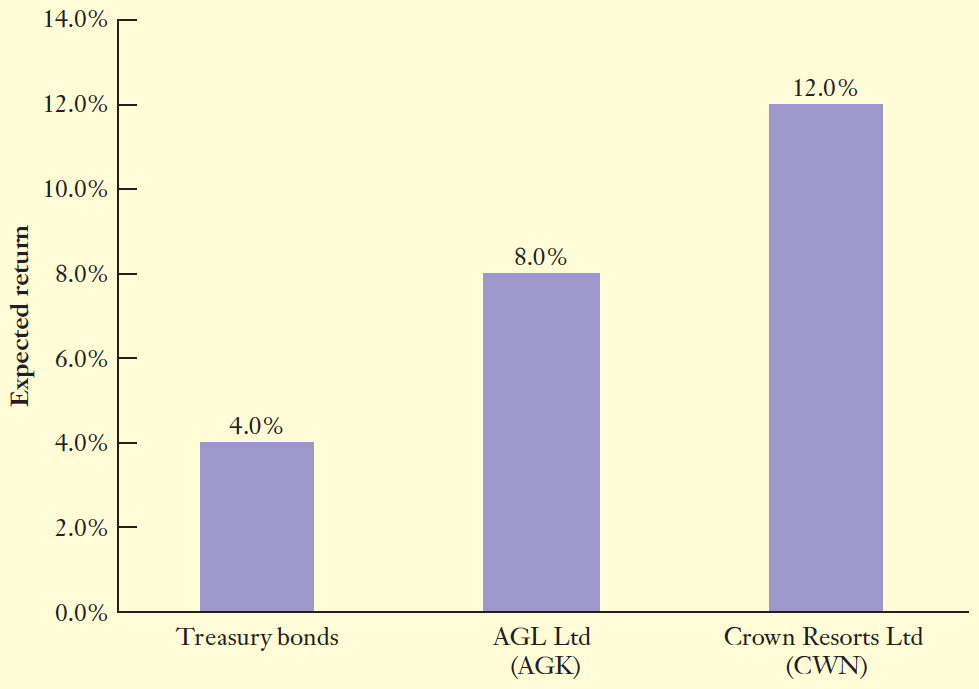 14.0%
12.0%
12.0%
10.0%
8.0%
8.0%
6.0%
4.0%
4.0%
2.0%
0.0%
Expected return
Treasury bonds
AGL Ltd
(AGK)
Crown Resorts Ltd
(CWN)